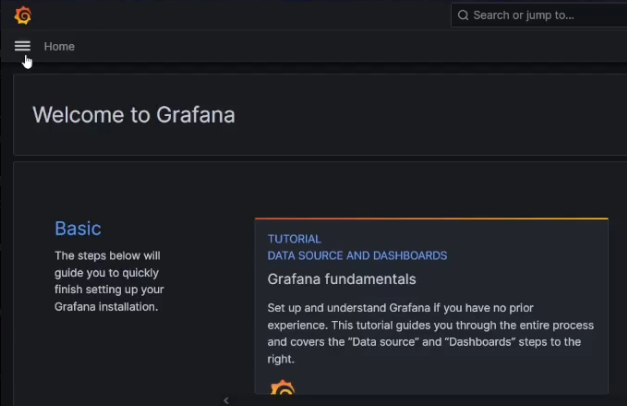 Search or jump to...
Home
Welcome to Grafana
Basic
The steps below will
guide you to quickly
finish setting up your
Grafana installation.
TUTORIAL
DATA SOURCE AND DASHBOARDS
Grafana fundamentals
Set up and understand Grafana if you have no prior
experience. This tutorial guides you through the entire process
and covers the “Data source” and “Dashboards” steps to the
right.